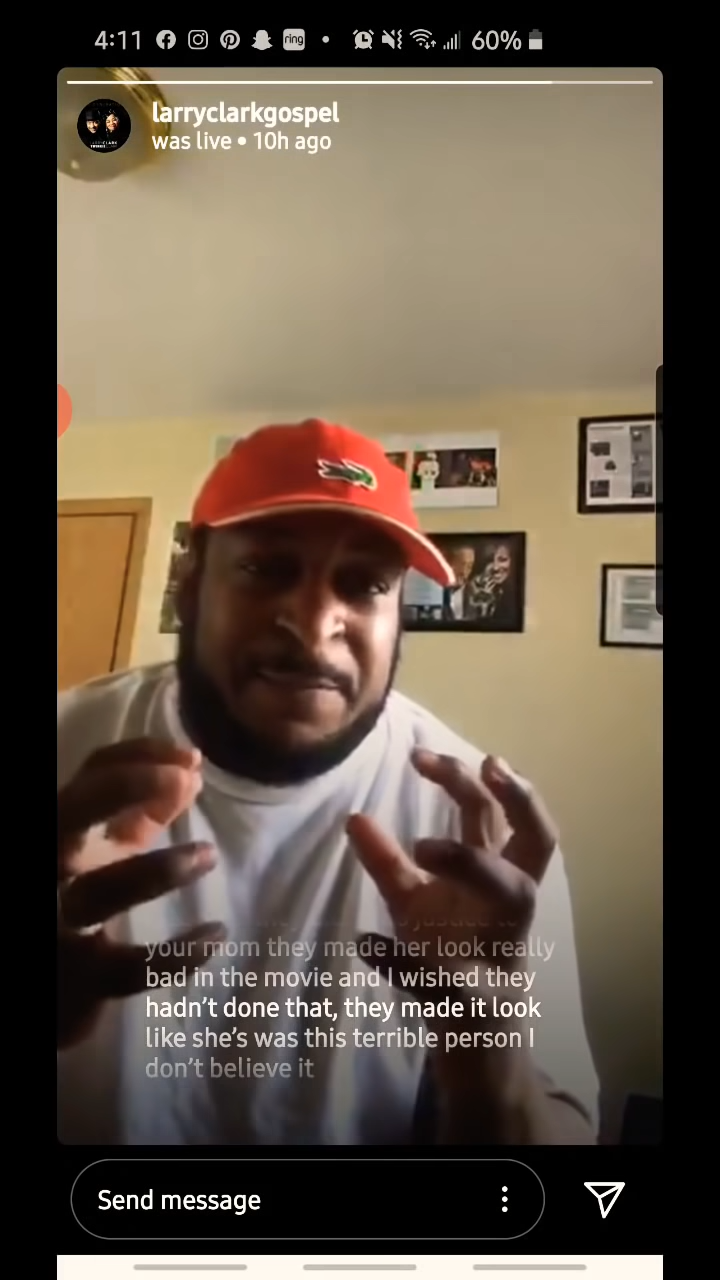 4:11
ring
60%
larryclarkgospel
was live • 10h ago
your mom they made her look really
bad in the movie and I wished they
hadn't done that, they made it look
like she's was this terrible person I
don't believe it
Send message